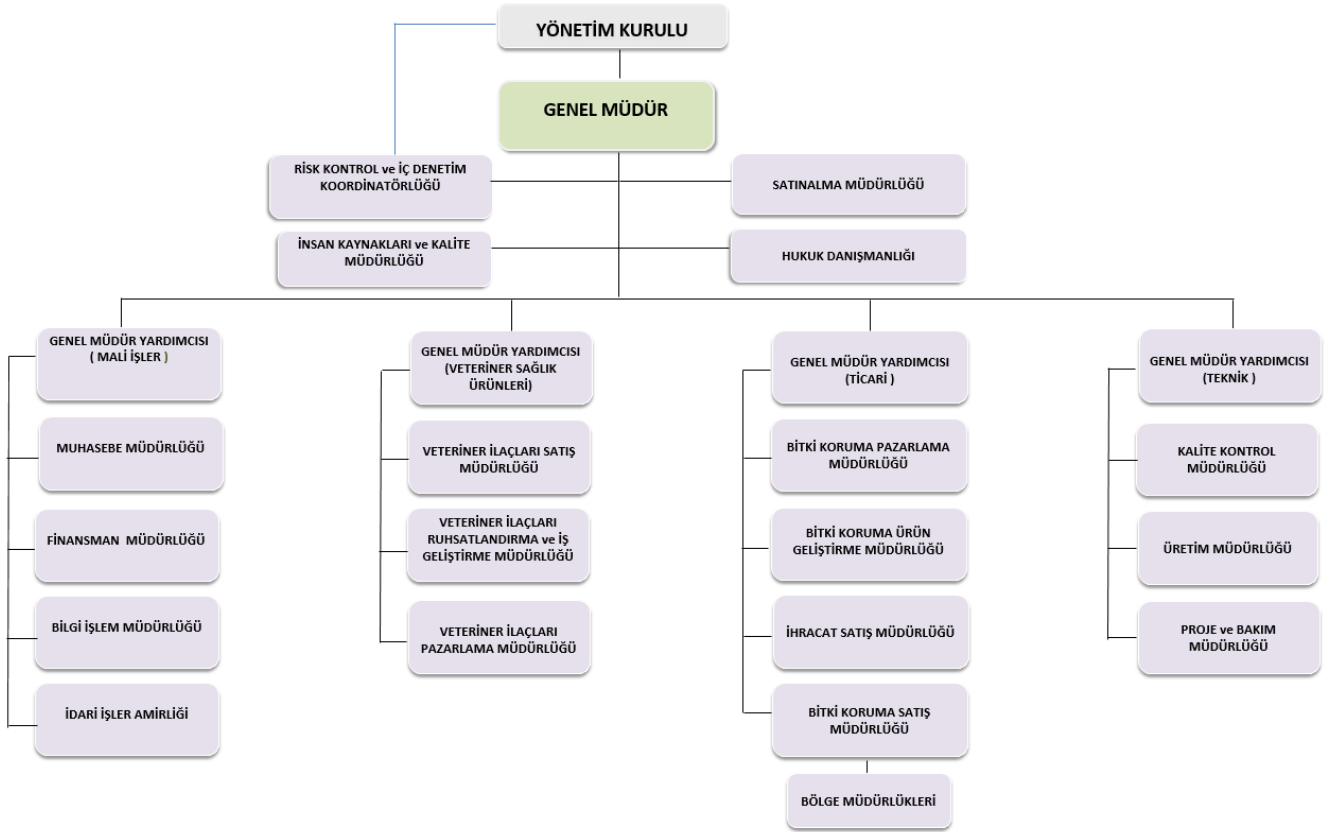 YÖNETİM KURULU
GENEL MÜDÜR
RİSK KONTROL ve İÇ DENETİM
KOORDİNATÖRLÜĞÜ
SATINALMA MÜDÜRLÜĞÜ
İNSAN KAYNAKLARI ve KALİTE
MÜDÜRLÜĞÜ
HUKUK DANIŞMANLIĞI
GENEL MÜDÜR YARDIMCISI
( MALİ İŞLER )
MUHASEBE MÜDÜRLÜĞÜ
FİNANSMAN  MÜDÜRLÜĞÜ
BİLGİ İŞLEM MÜDÜRLÜĞÜ
İDARİ İŞLER AMİRLİĞİ
GENEL MÜDÜR YARDIMCISI
(VETERİNER SAĞLIK
ÜRÜNLERİ)
VETERİNER İLAÇLARI SATIŞ
MÜDÜRLÜĞÜ
VETERİNER İLAÇLARI
RUHSATLANDIRMA ve İŞ
GELİŞTİRME MÜDÜRLÜĞÜ
VETERİNER İLAÇLARI
PAZARLAMA MÜDÜRLÜĞÜ
GENEL MÜDÜR YARDIMCISI
(TİCARİ )
BİTKİ KORUMA PAZARLAMA
MÜDÜRLÜĞÜ
BİTKİ KORUMA ÜRÜN
GELİŞTİRME MÜDÜRLÜĞÜ
İHRACAT SATIŞ MÜDÜRLÜĞÜ
BİTKİ KORUMA SATIŞ
MÜDÜRLÜĞÜ
BÖLGE MÜDÜRLÜKLERİ
GENEL MÜDÜR YARDIMCISI
(TEKNİK )
KALİTE KONTROL
MÜDÜRLÜĞÜ
ÜRETİM MÜDÜRLÜĞÜ
PROJE ve BAKIM
MÜDÜRLÜĞÜ